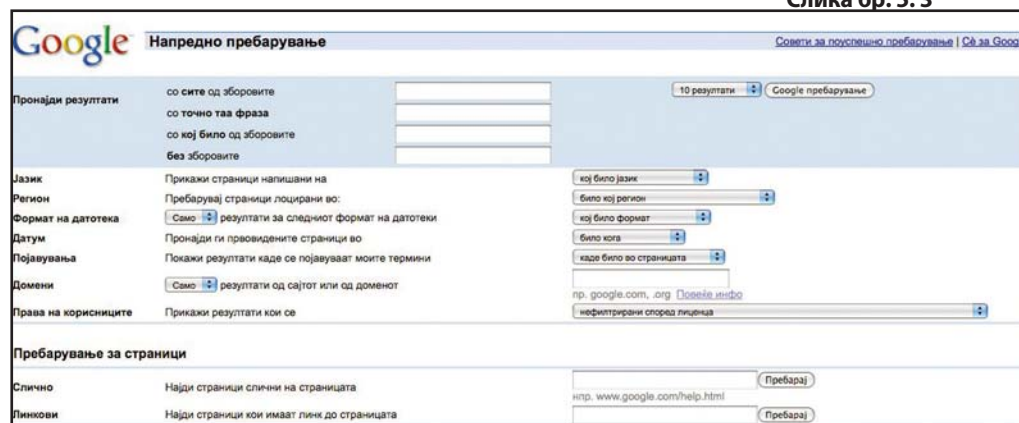 Слика бр. 5. 3
Google Напредно пребарување Совети за поуспешно пребарување | Сè за Goog
Пронајди резултати со сите од зборовите 10 резултати Google пребарување
со точно таа фраза
со кој било од зборовите
без зборовите
Јазик Прикажи страници напишани на кој било јазик
Регион Пребарувај страници лоцирани во: било кој регион
Формат на датотека Само резултати за следниот формат на датотеки кој било формат
Датум Пронајди ги првовидените страници во било кога
Појавувања Покажи резултати каде се појавуваат моите термини каде било во страницата
Домени Само резултати од сајтот или од доменот
пр. google.com, .org Повеќе инфо
Права на корисниците Прикажи резултати кои се нефилтрирани според лиценца
Пребарување за страници
Слично Најди страници слични на страницата Пребарај
нпр. www.google.com/help.html
Линкови Најди страници кои имаат линк до страницата Пребарај